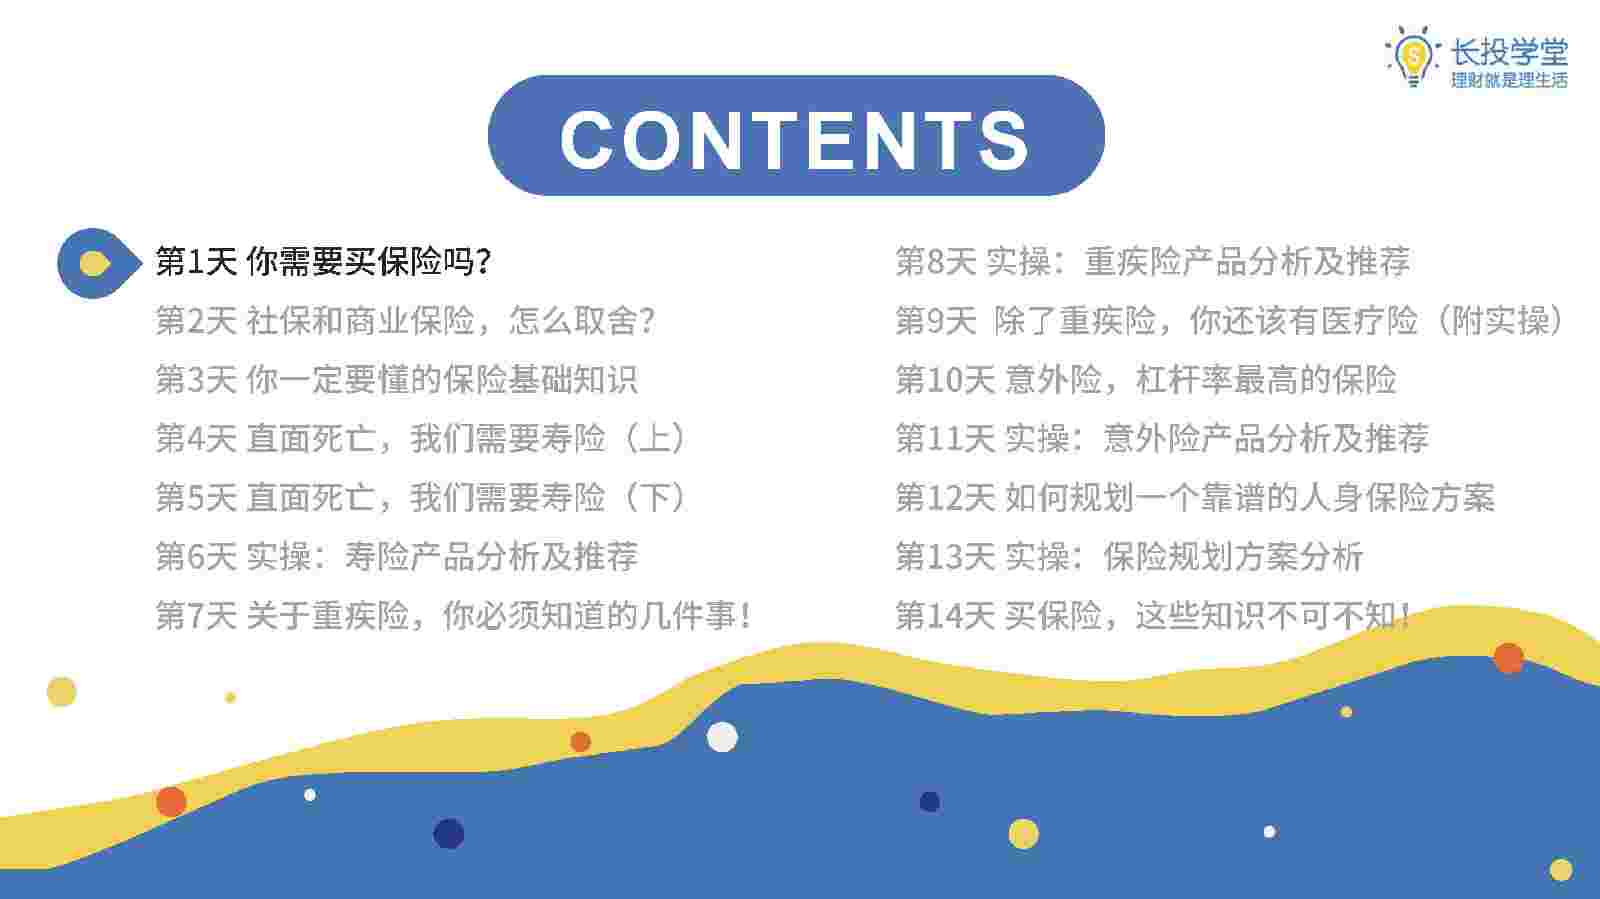 长投学堂
理财就是理生活
CONTENTS
第1天 你需要买保险吗？
第2天 社保和商业保险，怎么取舍？
第3天 你一定要懂的保险基础知识
第4天 直面死亡，我们需要寿险（上）
第5天 直面死亡，我们需要寿险（下）
第6天 实操：寿险产品分析及推荐
第7天 关于重疾险，你必须知道的几件事！
第8天 实操：重疾险产品分析及推荐
第9天 除了重疾险，你还该有医疗险（附实操）
第10天 意外险，杠杆率最高的保险
第11天 实操：意外险产品分析及推荐
第12天 如何规划一个靠谱的人身保险方案
第13天 实操：保险规划方案分析
第14天 买保险，这些知识不可不知！